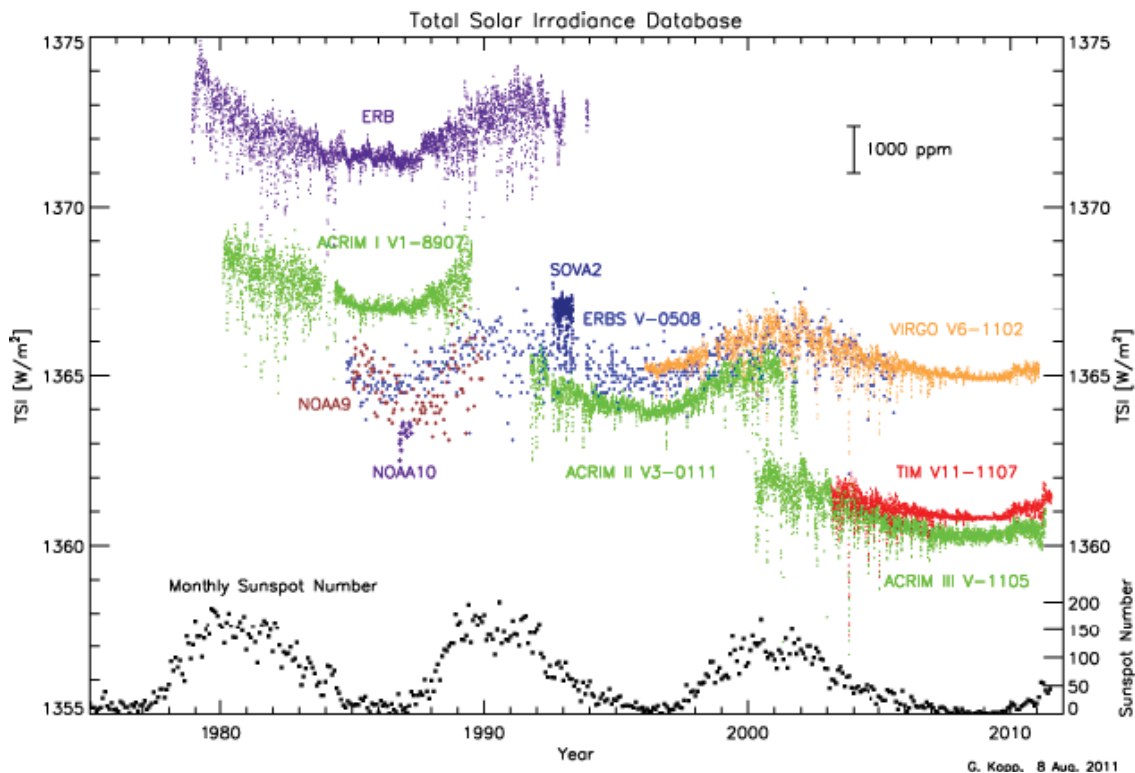 Total Solar Irradiance Database
1375
1375
ERB
1000 ppm
1370
1370
ACRIM I V1-8907
SOVA2
ERBS V-0508
VIRGO V6-1102
TSI [W/m²]
TSI [W/m²]
1365
1365
NOAA9
NOAA10
ACRIM II V3-0111
TIM V11-1107
1360
1360
ACRIM III V-1105
Monthly Sunspot Number
200
150
100
50
0
Sunspot Number
1355
1980
1990
2000
2010
Year
G. Kopp, 8 Aug. 2011